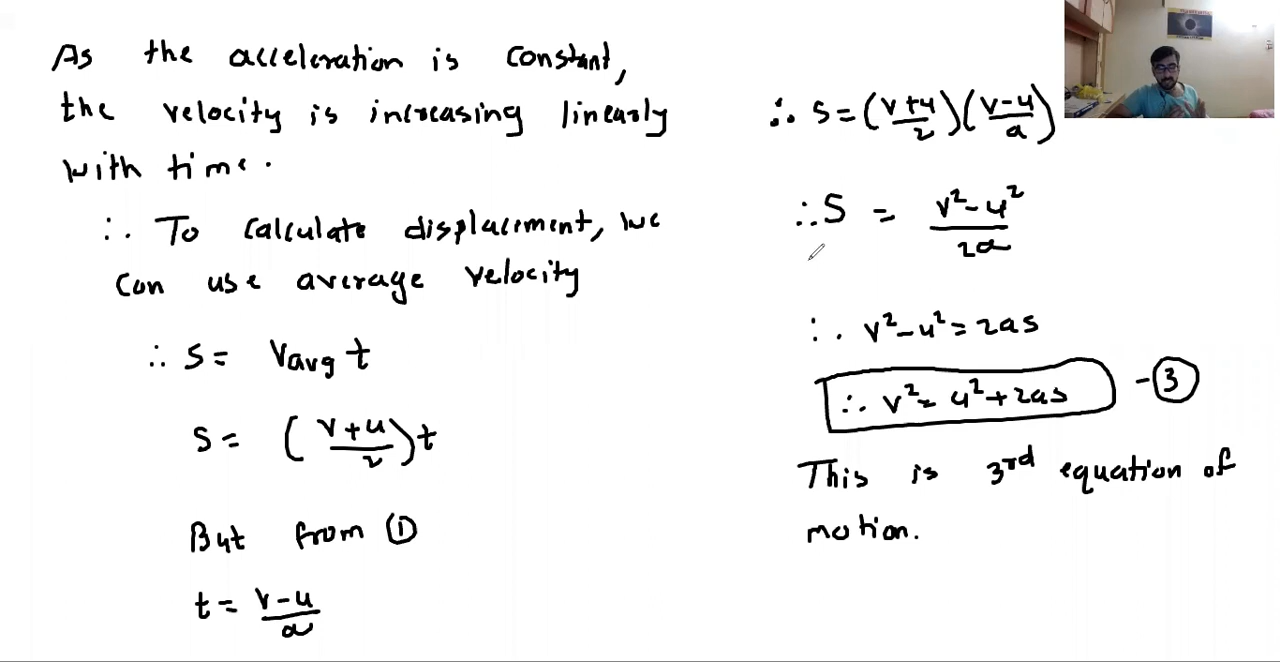 As the acceleration is constant,
the velocity is increasing linearly
with time.
∴ To calculate displacement, we
can use average velocity
∴ s = Vavg t
s = (v+u/2)t
But from ①
t = v-u/a
∴ s = (v+u/2)(v-u/a)
∴ S = v²-u²/2a
∴ v²-u² = 2as
∴ v² = u²+2as - ③
This is 3rd equation of
motion.